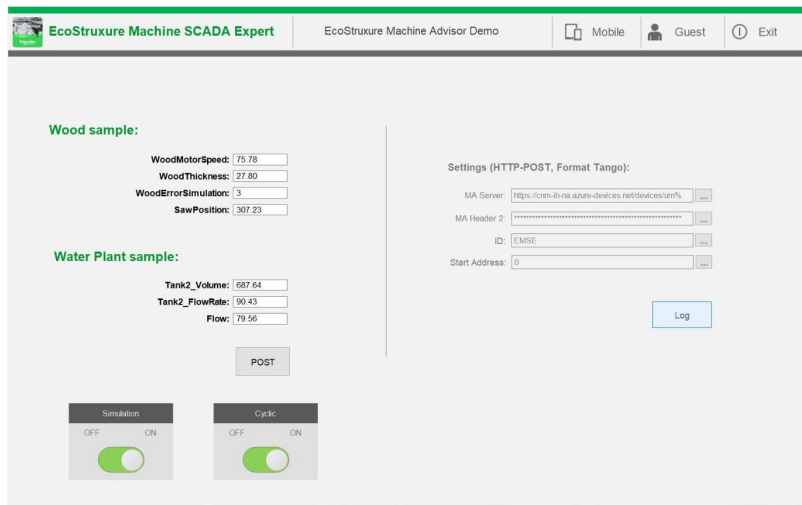 EcoStruxure Machine SCADA Expert
EcoStruxure Machine Advisor Demo
Mobile
Guest
Exit
Wood sample:
WoodMotorSpeed: 75.78
WoodThickness: 27.80
WoodErrorSimulation: 3
SawPosition: 307.23
Water Plant sample:
Tank2_Volume: 687.64
Tank2_FlowRate: 90.43
Flow: 79.56
POST
Simulation
OFF ON
Cyclic
OFF ON
Settings (HTTP-POST, Format Tango):
MA Server: https://cnm-ih-na.azure-devices.net/devices/urn% ...
MA Header 2: ******************************************************** ...
ID: EMSE ...
Start Address: 0 ...
Log